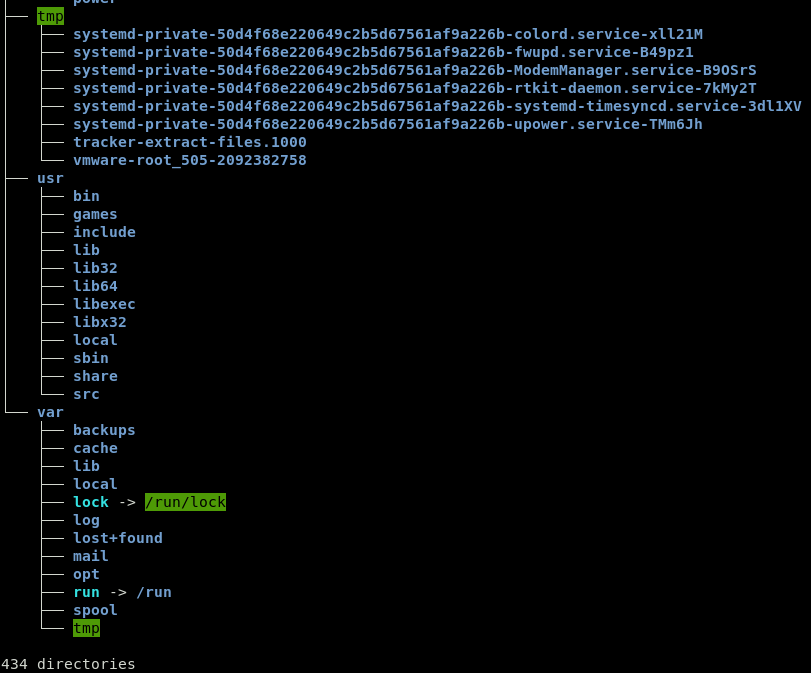 power
├── tmp
│   ├── systemd-private-50d4f68e220649c2b5d67561af9a226b-colord.service-xll21M
│   ├── systemd-private-50d4f68e220649c2b5d67561af9a226b-fwupd.service-B49pz1
│   ├── systemd-private-50d4f68e220649c2b5d67561af9a226b-ModemManager.service-B9OSrS
│   ├── systemd-private-50d4f68e220649c2b5d67561af9a226b-rtkit-daemon.service-7kMy2T
│   ├── systemd-private-50d4f68e220649c2b5d67561af9a226b-systemd-timesyncd.service-3dl1XV
│   ├── systemd-private-50d4f68e220649c2b5d67561af9a226b-upower.service-TMm6Jh
│   ├── tracker-extract-files.1000
│   └── vmware-root_505-2092382758
├── usr
│   ├── bin
│   ├── games
│   ├── include
│   ├── lib
│   ├── lib32
│   ├── lib64
│   ├── libexec
│   ├── libx32
│   ├── local
│   ├── sbin
│   ├── share
│   └── src
└── var
    ├── backups
    ├── cache
    ├── lib
    ├── local
    ├── lock -> /run/lock
    ├── log
    ├── lost+found
    ├── mail
    ├── opt
    ├── run -> /run
    ├── spool
    └── tmp
434 directories